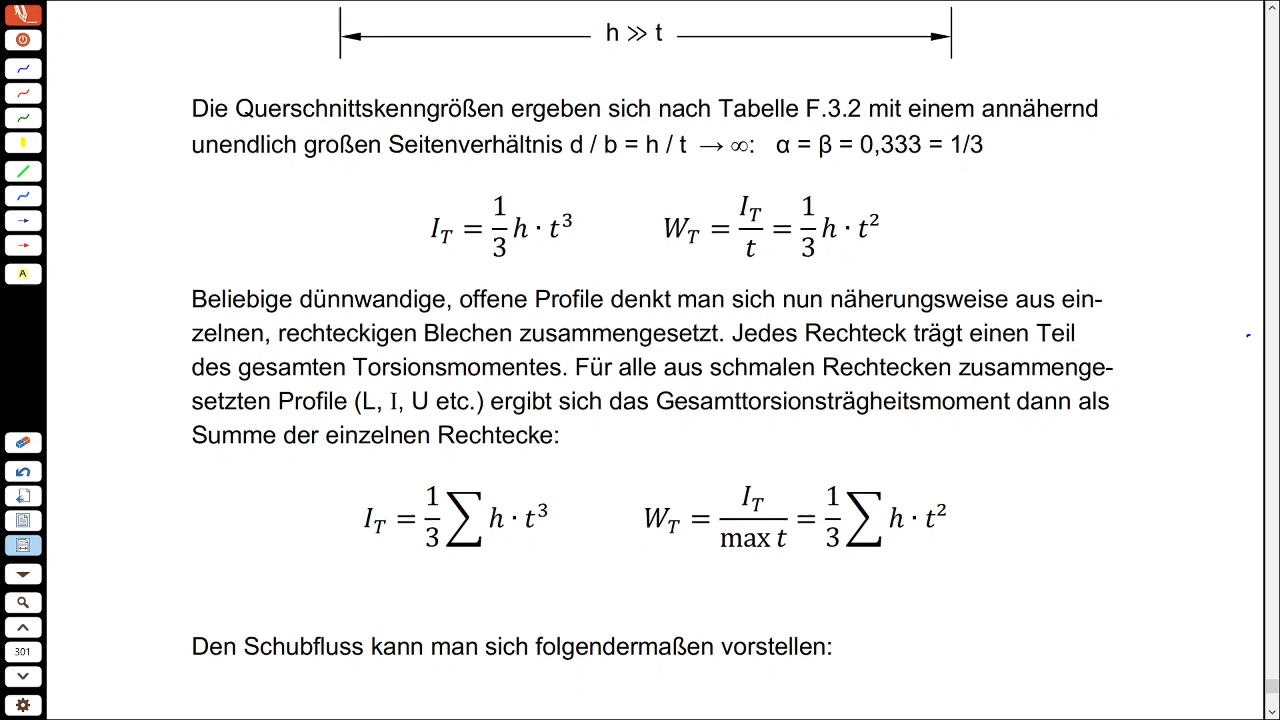 h ≫ t
Die Querschnittskenngrößen ergeben sich nach Tabelle F.3.2 mit einem annähernd
unendlich großen Seitenverhältnis d / b = h / t → ∞: α = β = 0,333 = 1/3
I_T = 1/3 h · t³ W_T = I_T/t = 1/3 h · t²
Beliebige dünnwandige, offene Profile denkt man sich nun näherungsweise aus ein-
zelnen, rechteckigen Blechen zusammengesetzt. Jedes Rechteck trägt einen Teil
des gesamten Torsionsmomentes. Für alle aus schmalen Rechtecken zusammenge-
setzten Profile (L, I, U etc.) ergibt sich das Gesamttorsionsträgheitsmoment dann als
Summe der einzelnen Rechtecke:
I_T = 1/3 ∑ h · t³ W_T = I_T/max t = 1/3 ∑ h · t²
Den Schubfluss kann man sich folgendermaßen vorstellen:
A
301